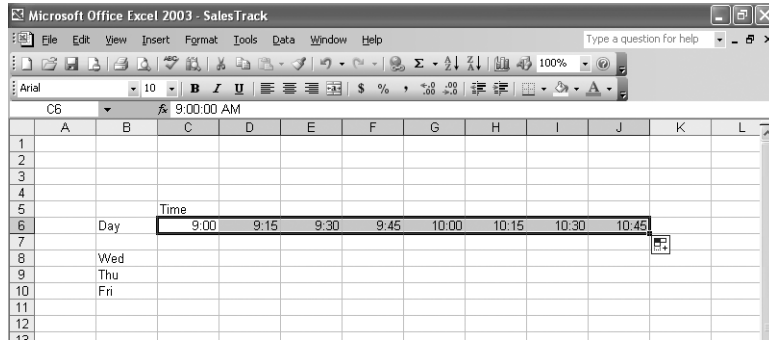 Microsoft Office Excel 2003 - SalesTrack
File Edit View Insert Format Tools Data Window Help Type a question for help
100%
Arial 10 B I U $ % ,
C6 fx 9:00:00 AM
A B C D E F G H I J K L
1
2
3
4
5 Time
6 Day 9:00 9:15 9:30 9:45 10:00 10:15 10:30 10:45
7
8 Wed
9 Thu
10 Fri
11
12
13